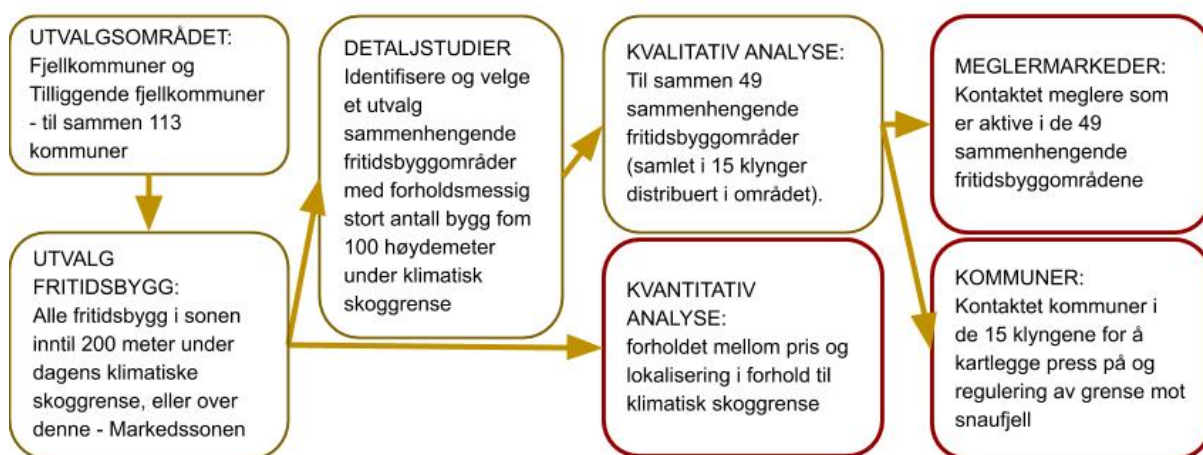 UTVALGSOMRÅDET:
Fjellkommuner og
Tilliggende fjellkommuner
- til sammen 113
kommuner
UTVALG
FRITIDSBYGG:
Alle fritidsbygg i sonen
inntil 200 meter under
dagens klimatiske
skoggrense, eller over
denne - Markedssonen
DETALJSTUDIER
Identifisere og velge
et utvalg
sammenhengende
fritidsbyggområder
med forholdsmessig
stort antall bygg fom
100 høydemeter
under klimatisk
skoggrense
KVALITATIV ANALYSE:
Til sammen 49
sammenhengende
fritidsbyggområder
(samlet i 15 klynger
distribuert i området).
KVANTITATIV
ANALYSE:
forholdet mellom pris og
lokalisering i forhold til
klimatisk skoggrense
MEGLERMARKEDER:
Kontaktet meglere som
er aktive i de 49
sammenhengende
fritidsbyggområdene
KOMMUNER:
Kontaktet kommuner i
de 15 klyngene for å
kartlegge press på og
regulering av grense mot
snaufjell